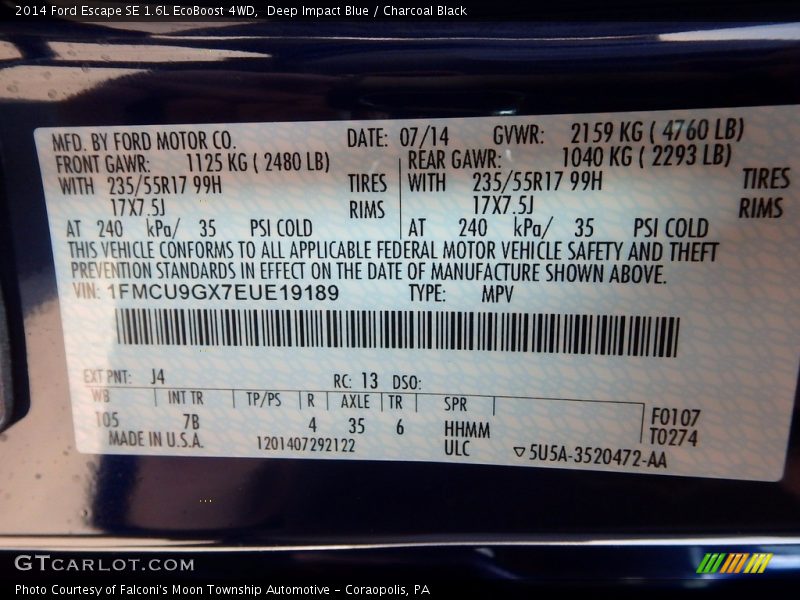 2014 Ford Escape SE 1.6L EcoBoost 4WD,  Deep Impact Blue / Charcoal Black
MFD. BY FORD MOTOR CO. DATE: 07/14 GVWR: 2159 KG ( 4760 LB)
FRONT GAWR: 1125 KG ( 2480 LB) REAR GAWR: 1040 KG ( 2293 LB)
WITH 235/55R17 99H TIRES WITH 235/55R17 99H TIRES
17X7.5J RIMS 17X7.5J RIMS
AT 240 kPa/ 35 PSI COLD AT 240 kPa/ 35 PSI COLD
THIS VEHICLE CONFORMS TO ALL APPLICABLE FEDERAL MOTOR VEHICLE SAFETY AND THEFT
PREVENTION STANDARDS IN EFFECT ON THE DATE OF MANUFACTURE SHOWN ABOVE.
VIN: 1FMCU9GX7EUE19189 TYPE: MPV
EXT PNT: J4 RC: 13 DSO:
WB INT TR TP/PS R AXLE TR SPR
T05 7B 4 35 6 HHMM F0107
MADE IN U.S.A. 1201407292122 ULC T0274
▽5U5A-3520472-AA
GTCARLOT.COM
Photo Courtesy of Falconi's Moon Township Automotive - Coraopolis, PA